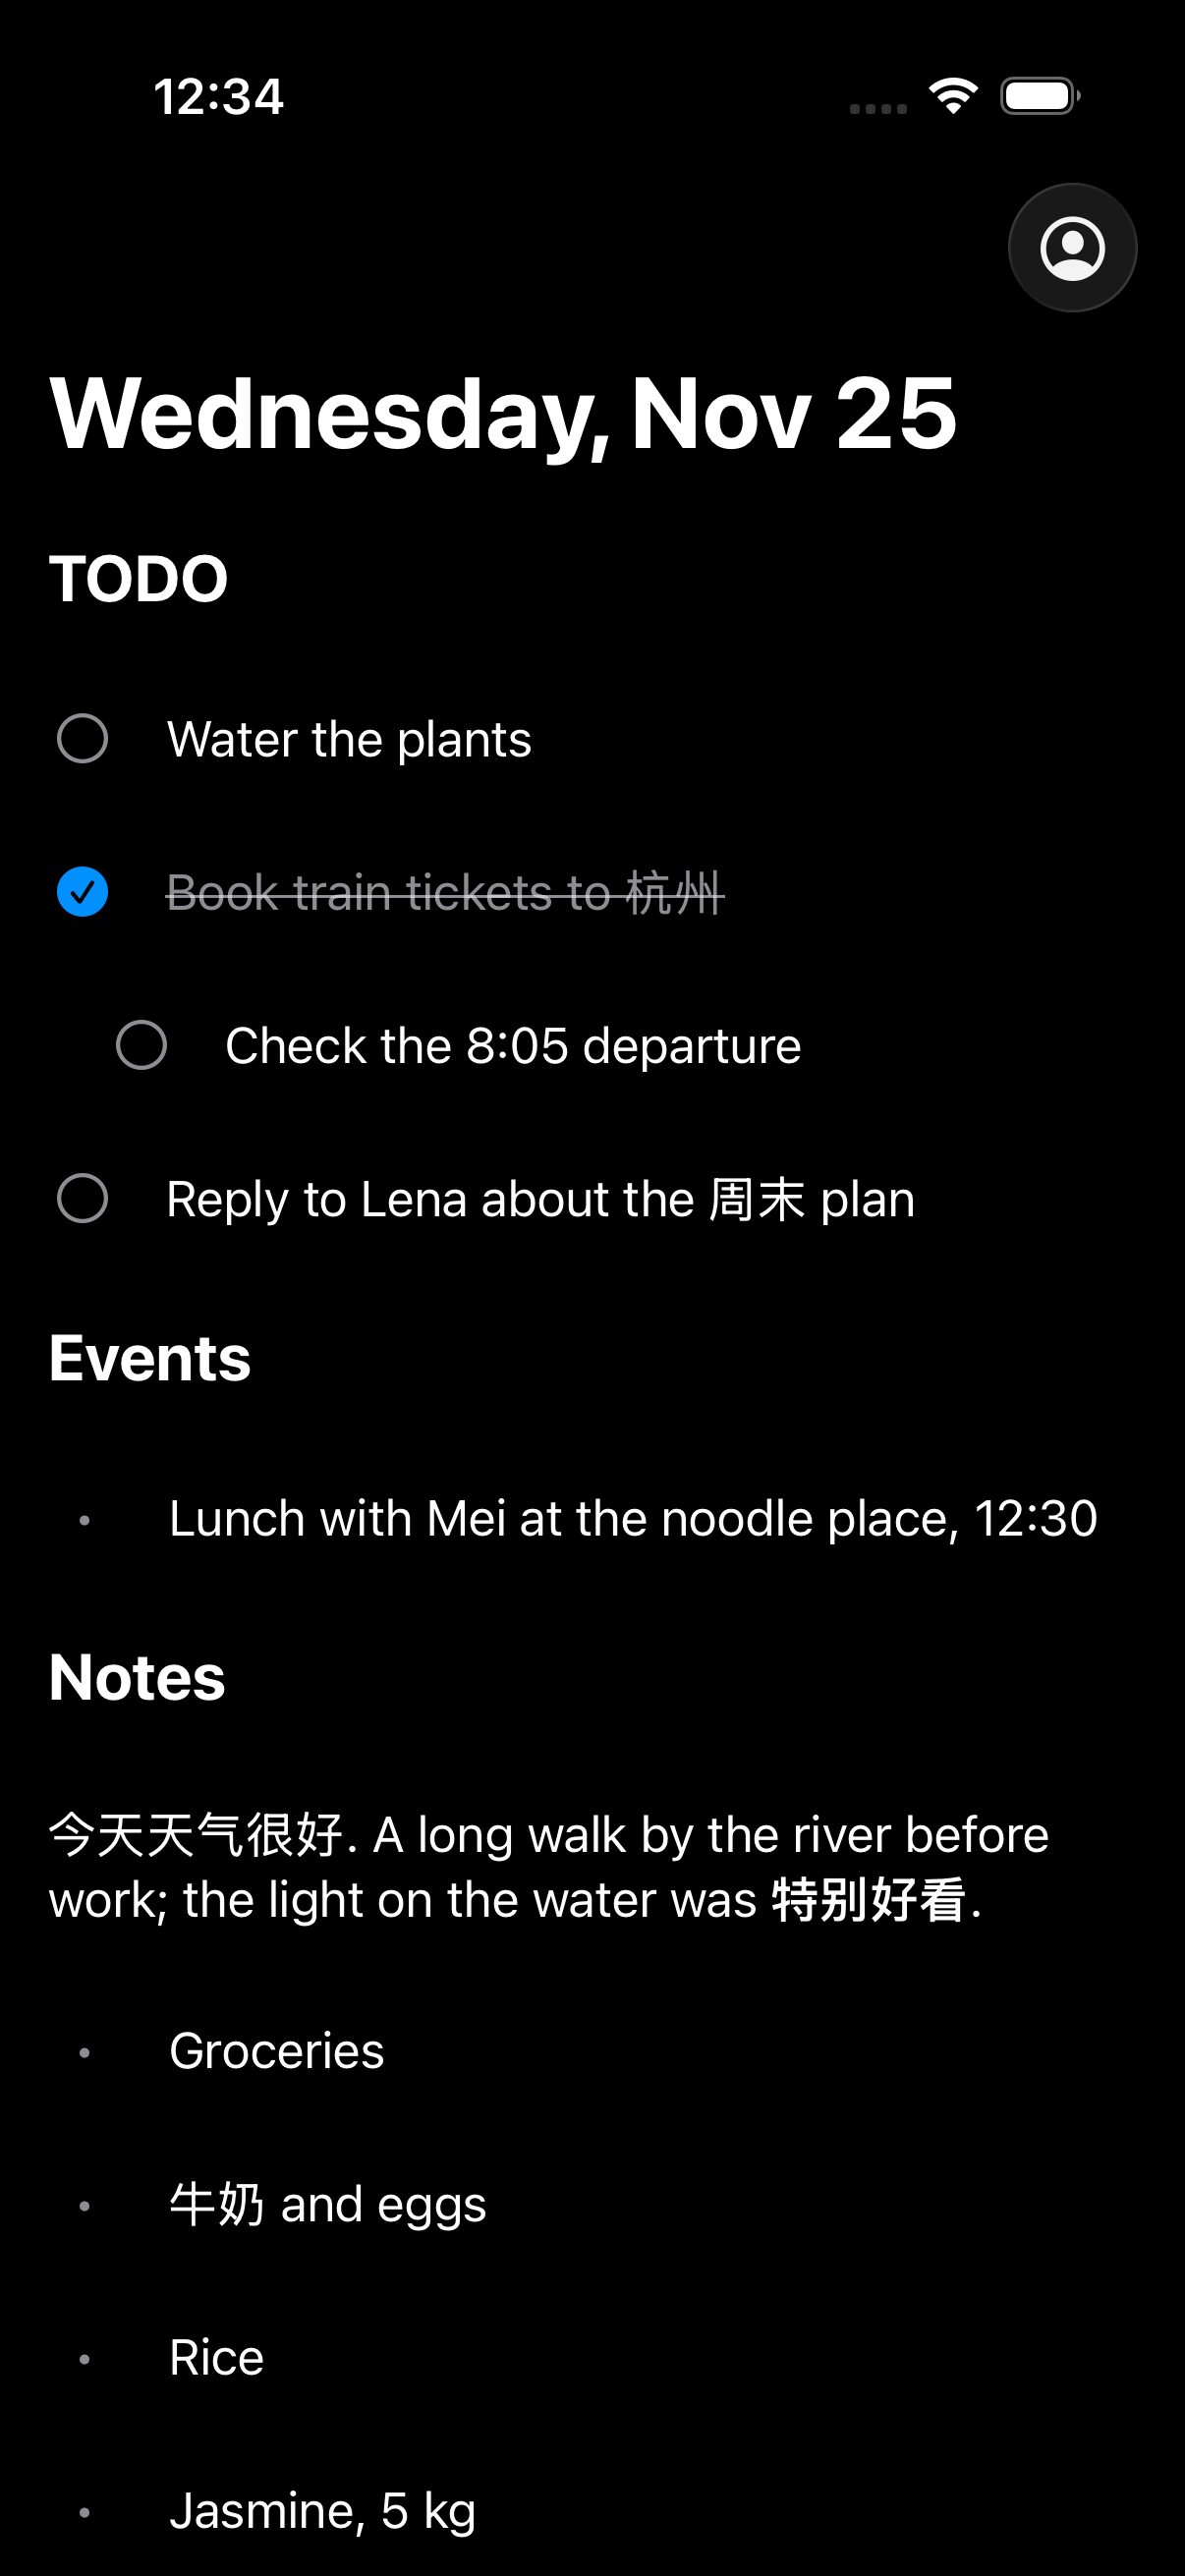 12:34
Wednesday, Nov 25
TODO
Water the plants
Book train tickets to 杭州
Check the 8:05 departure
Reply to Lena about the 周末 plan
Events
Lunch with Mei at the noodle place, 12:30
Notes
今天天气很好. A long walk by the river before
work; the light on the water was 特别好看.
Groceries
牛奶 and eggs
Rice
Jasmine, 5 kg